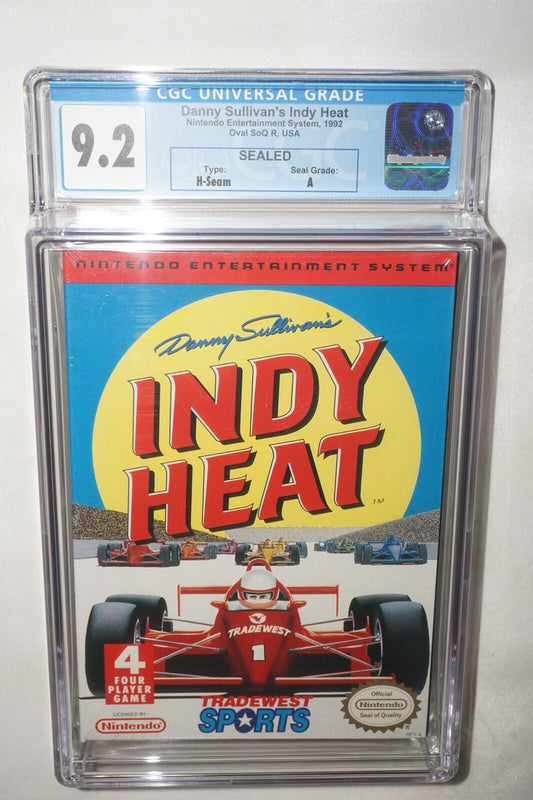 CGC UNIVERSAL GRADE
9.2
Danny Sullivan's Indy Heat
Nintendo Entertainment System, 1992
Oval SoQ R, USA
SEALED
Type:
H-Seam
Seal Grade:
A
NINTENDO ENTERTAINMENT SYSTEM
Danny Sullivan's
INDY
HEAT
TM
TRADEWEST
1
4
FOUR
PLAYER
GAME
LICENSED BY
Nintendo
TRADEWEST
SPORTS
Official
Nintendo
Seal of Quality